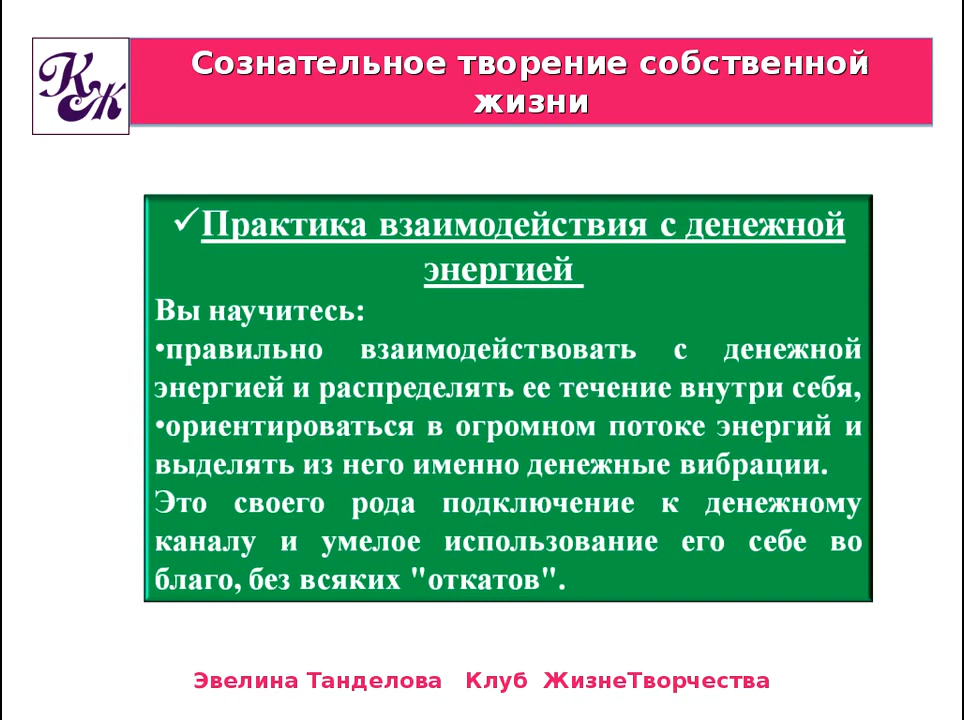 Сознательное творение собственной
жизни
КЖ
✓Практика взаимодействия с денежной
энергией
Вы научитесь:
•правильно взаимодействовать с денежной
энергией и распределять ее течение внутри себя,
•ориентироваться в огромном потоке энергий и
выделять из него именно денежные вибрации.
Это своего рода подключение к денежному
каналу и умелое использование его себе во
благо, без всяких "откатов".
Эвелина Танделова Клуб ЖизнеТворчества